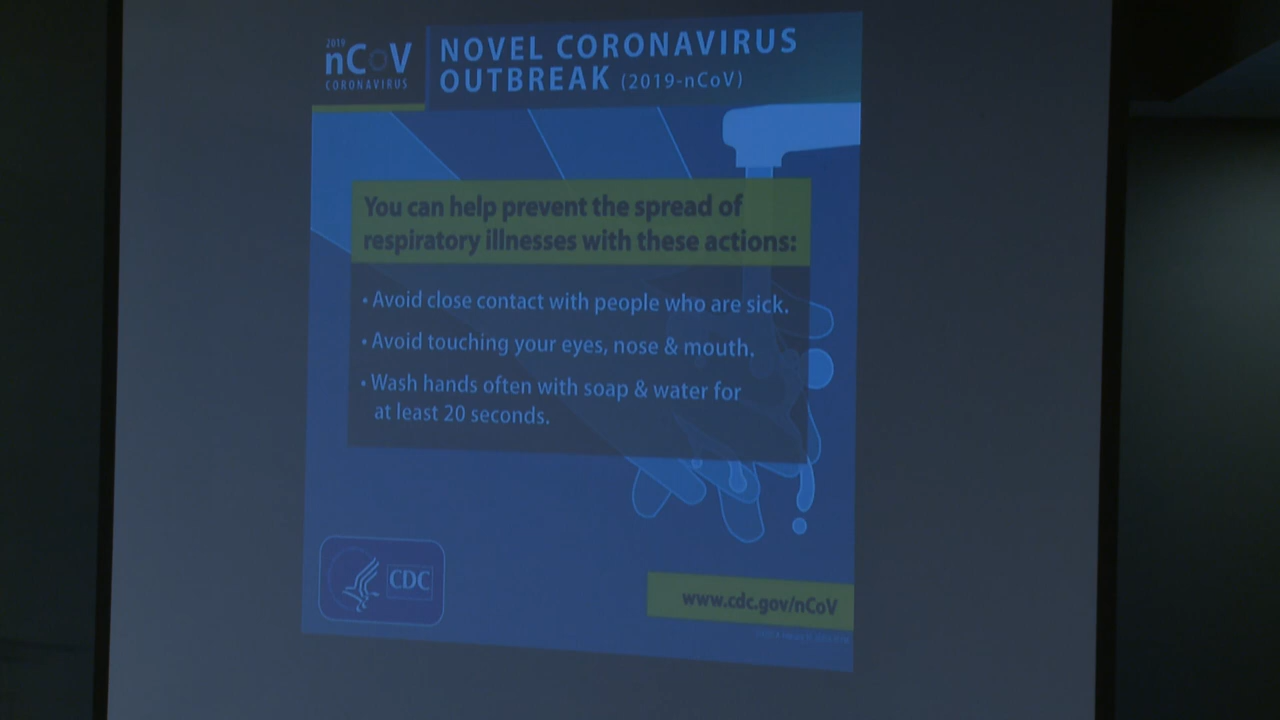 2019
nCoV
CORONAVIRUS
NOVEL CORONAVIRUS
OUTBREAK (2019-nCoV)
You can help prevent the spread of
respiratory illnesses with these actions:
• Avoid close contact with people who are sick.
• Avoid touching your eyes, nose & mouth.
• Wash hands often with soap & water for
at least 20 seconds.
CDC
www.cdc.gov/nCoV